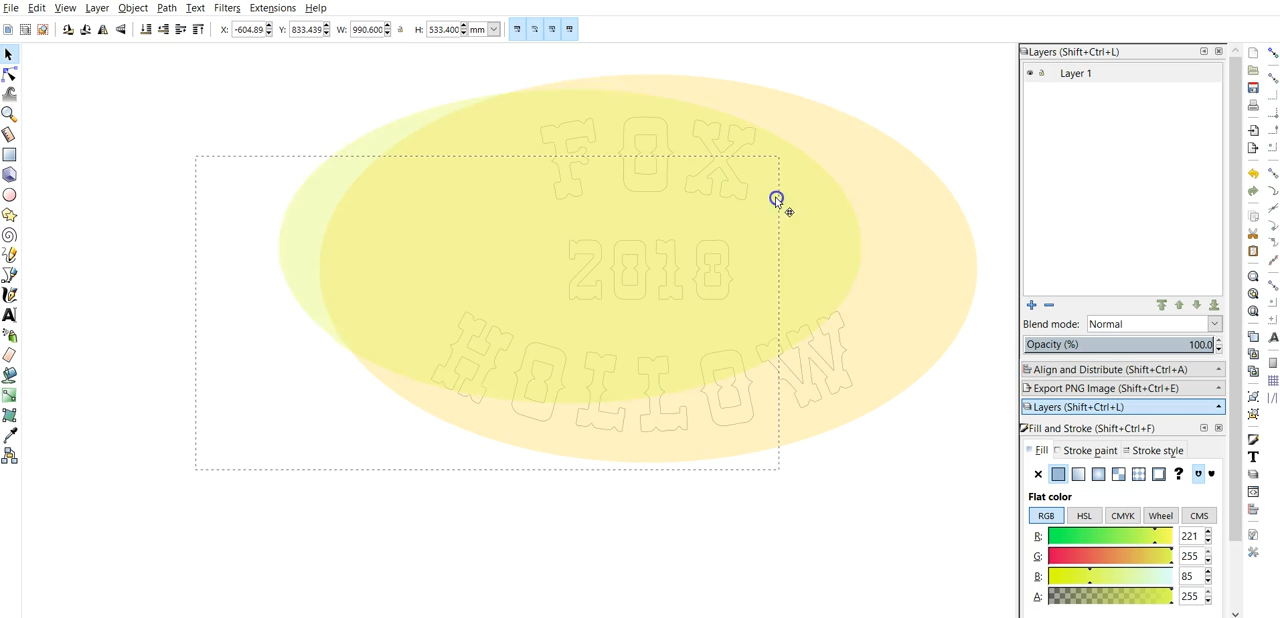 File Edit View Layer Object Path Text Filters Extensions Help
X: -604.89 Y: 833.439 W: 990.600 H: 533.400 mm
Layers (Shift+Ctrl+L)
Layer 1
FOX
2018
HOLLOW
Blend mode: Normal
Opacity (%) 100.0
Align and Distribute (Shift+Ctrl+A)
Export PNG Image (Shift+Ctrl+E)
Layers (Shift+Ctrl+L)
Fill and Stroke (Shift+Ctrl+F)
Fill Stroke paint Stroke style
Flat color
RGB HSL CMYK Wheel CMS
R: 221
G: 255
B: 85
A: 255